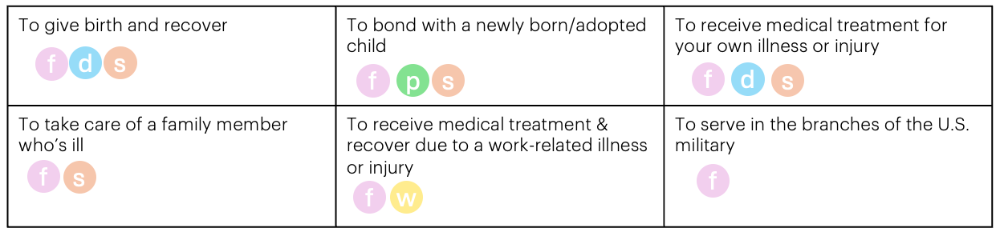 To give birth and recover
f d s
To bond with a newly born/adopted
child
f p s
To receive medical treatment for
your own illness or injury
f d s
To take care of a family member
who’s ill
f s
To receive medical treatment &
recover due to a work-related illness
or injury
f w
To serve in the branches of the U.S.
military
f